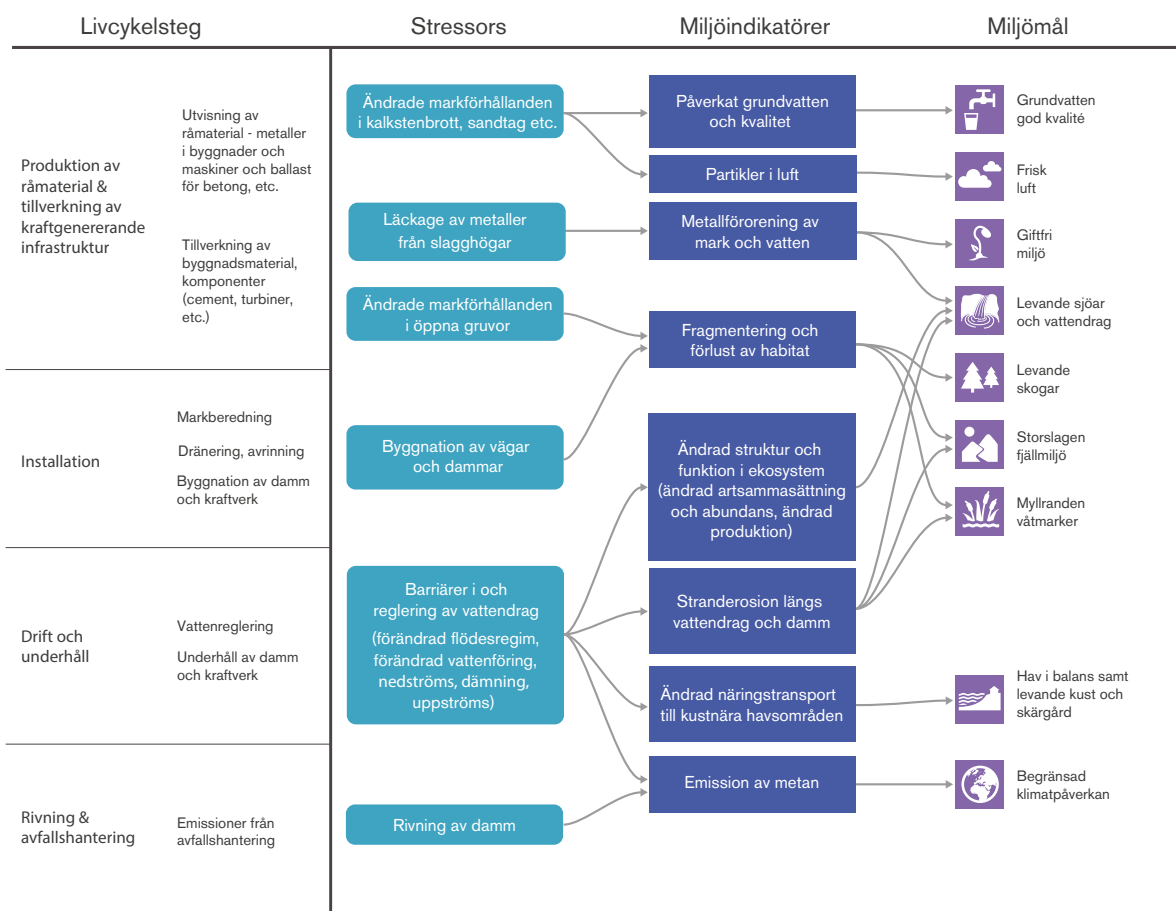 Livcykelsteg
Stressors
Miljöindikatörer
Miljömål
Produktion av
råmaterial &
tillverkning av
kraftgenererande
infrastruktur
Utvisning av
råmaterial - metaller
i byggnader och
maskiner och ballast
för betong, etc.
Tillverkning av
byggnadsmaterial,
komponenter
(cement, turbiner,
etc.)
Installation
Markberedning
Dränering, avrinning
Byggnation av damm
och kraftverk
Drift och
underhåll
Vattenreglering
Underhåll av damm
och kraftverk
Rivning &
avfallshantering
Emissioner från
avfallshantering
Ändrade markförhållanden
i kalkstenbrott, sandtag etc.
Läckage av metaller
från slagghögar
Ändrade markförhållanden
i öppna gruvor
Byggnation av vägar
och dammar
Barriärer i och
reglering av vattendrag
(förändrad flödesregim,
förändrad vattenföring,
nedströms, dämning,
uppströms)
Rivning av damm
Påverkat grundvatten
och kvalitet
Partikler i luft
Metallförorening av
mark och vatten
Fragmentering och
förlust av habitat
Ändrad struktur och
funktion i ekosystem
(ändrad artsammasättning
och abundans, ändrad
produktion)
Stranderosion längs
vattendrag och damm
Ändrad näringstransport
till kustnära havsområden
Emission av metan
Grundvatten
god kvalité
Frisk
luft
Giftfri
miljö
Levande sjöar
och vattendrag
Levande
skogar
Storslagen
fjällmiljö
Myllranden
våtmarker
Hav i balans samt
levande kust och
skärgård
Begränsad
klimatpåverkan